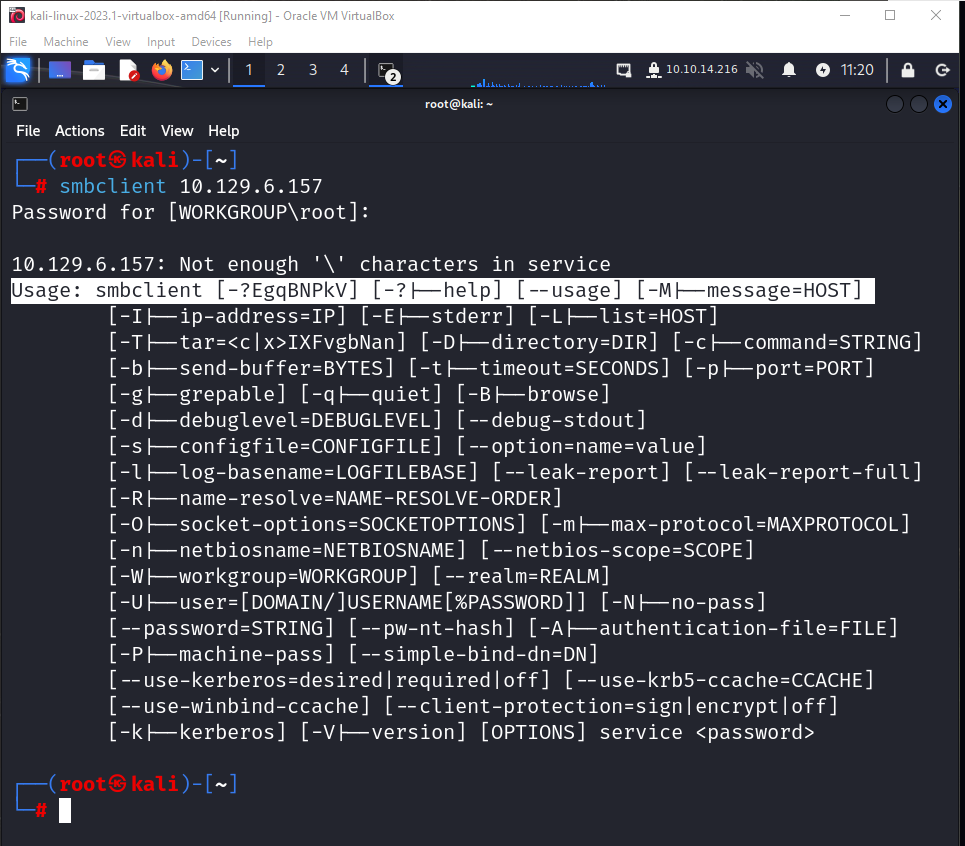 kali-linux-2023.1-virtualbox-amd64 [Running] - Oracle VM VirtualBox
File Machine View Input Devices Help
1 2 3 4 2 10.10.14.216 11:20
root@kali: ~
File Actions Edit View Help
┌──(root㉿kali)-[~]
└─# smbclient 10.129.6.157
Password for [WORKGROUP\root]:
10.129.6.157: Not enough '\' characters in service
Usage: smbclient [-?EgqBNPkV] [-?|--help] [--usage] [-M|--message=HOST]
[-I|--ip-address=IP] [-E|--stderr] [-L|--list=HOST]
[-T|--tar=<c|x>IXFvgbNan] [-D|--directory=DIR] [-c|--command=STRING]
[-b|--send-buffer=BYTES] [-t|--timeout=SECONDS] [-p|--port=PORT]
[-g|--grepable] [-q|--quiet] [-B|--browse]
[-d|--debuglevel=DEBUGLEVEL] [--debug-stdout]
[-s|--configfile=CONFIGFILE] [--option=name=value]
[-l|--log-basename=LOGFILEBASE] [--leak-report] [--leak-report-full]
[-R|--name-resolve=NAME-RESOLVE-ORDER]
[-O|--socket-options=SOCKETOPTIONS] [-m|--max-protocol=MAXPROTOCOL]
[-n|--netbiosname=NETBIOSNAME] [--netbios-scope=SCOPE]
[-W|--workgroup=WORKGROUP] [--realm=REALM]
[-U|--user=[DOMAIN/]USERNAME[%PASSWORD]] [-N|--no-pass]
[--password=STRING] [--pw-nt-hash] [-A|--authentication-file=FILE]
[-P|--machine-pass] [--simple-bind-dn=DN]
[--use-kerberos=desired|required|off] [--use-krb5-ccache=CCACHE]
[--use-winbind-ccache] [--client-protection=sign|encrypt|off]
[-k|--kerberos] [-V|--version] [OPTIONS] service <password>
┌──(root㉿kali)-[~]
└─#